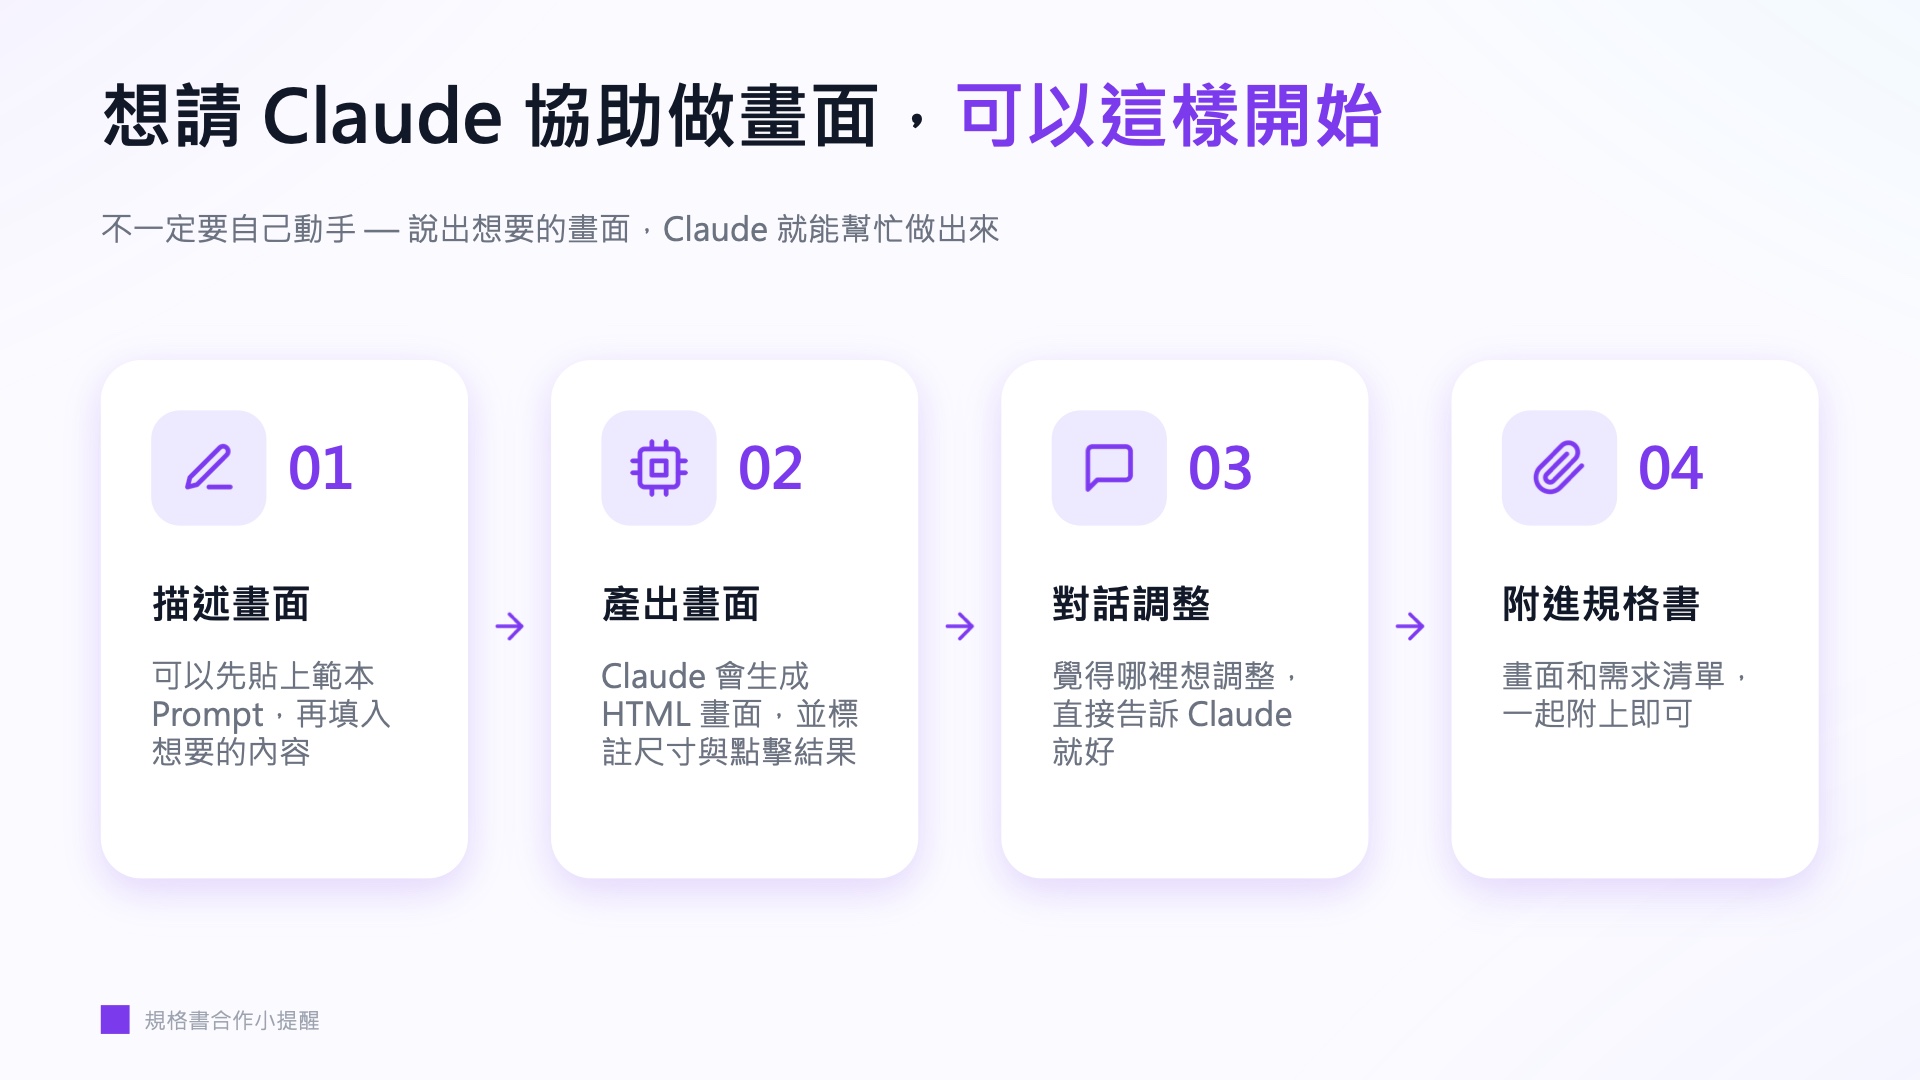 想請 Claude 協助做畫面，可以這樣開始
不一定要自己動手 — 說出想要的畫面，Claude 就能幫忙做出來
01
描述畫面
可以先貼上範本
Prompt，再填入
想要的內容
02
產出畫面
Claude 會生成
HTML 畫面，並標
註尺寸與點擊結果
03
對話調整
覺得哪裡想調整，
直接告訴 Claude
就好
04
附進規格書
畫面和需求清單，
一起附上即可
規格書合作小提醒